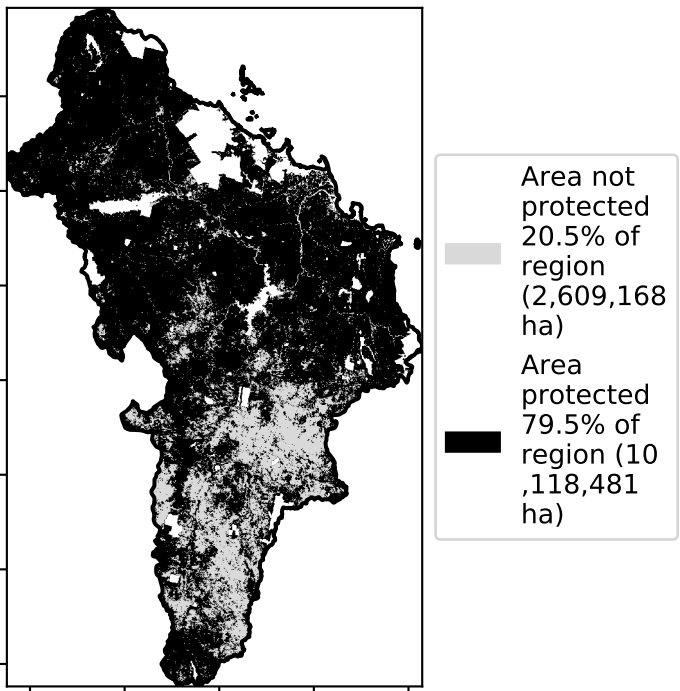 Area not
protected
20.5% of
region
(2,609,168
ha)
Area
protected
79.5% of
region (10
,118,481
ha)